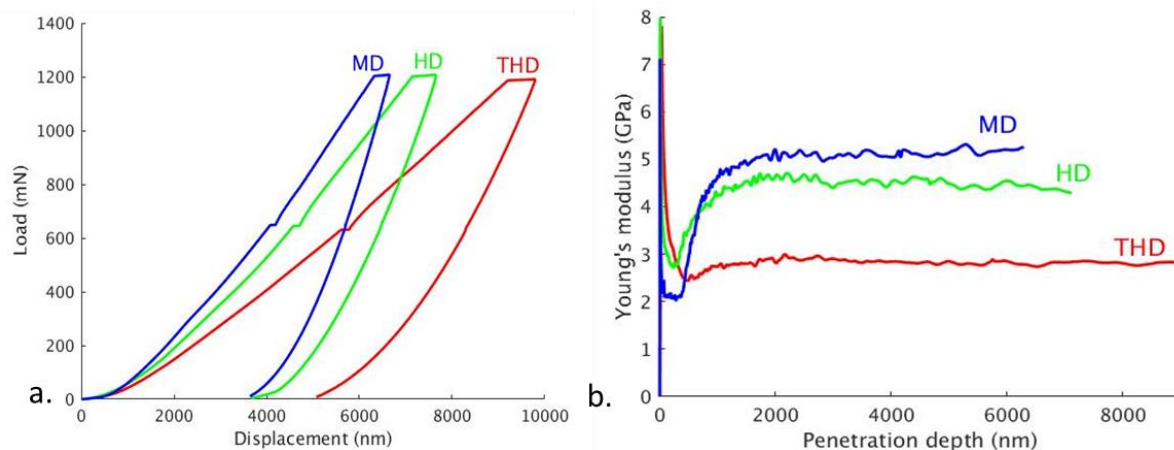 1400
1200
1000
800
600
400
200
0
Load (mN)
MD
HD
THD
0
2000
4000
6000
8000
10000
Displacement (nm)
a.
8
7
6
5
4
3
2
1
0
Young's modulus (GPa)
MD
HD
THD
0
2000
4000
6000
8000
Penetration depth (nm)
b.